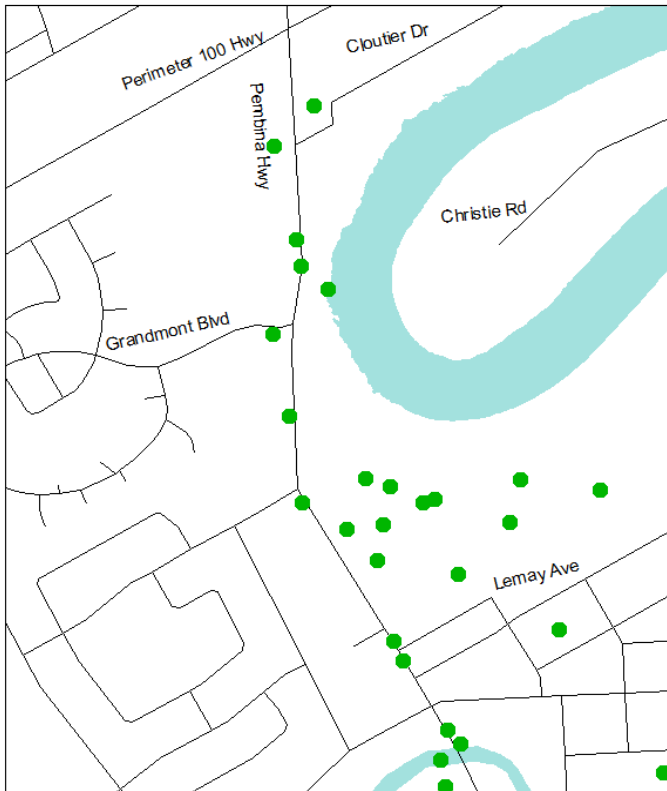 Cloutier Dr
Perimeter 100 Hwy
Pembina Hwy
Christie Rd
Grandmont Blvd
Lemay Ave